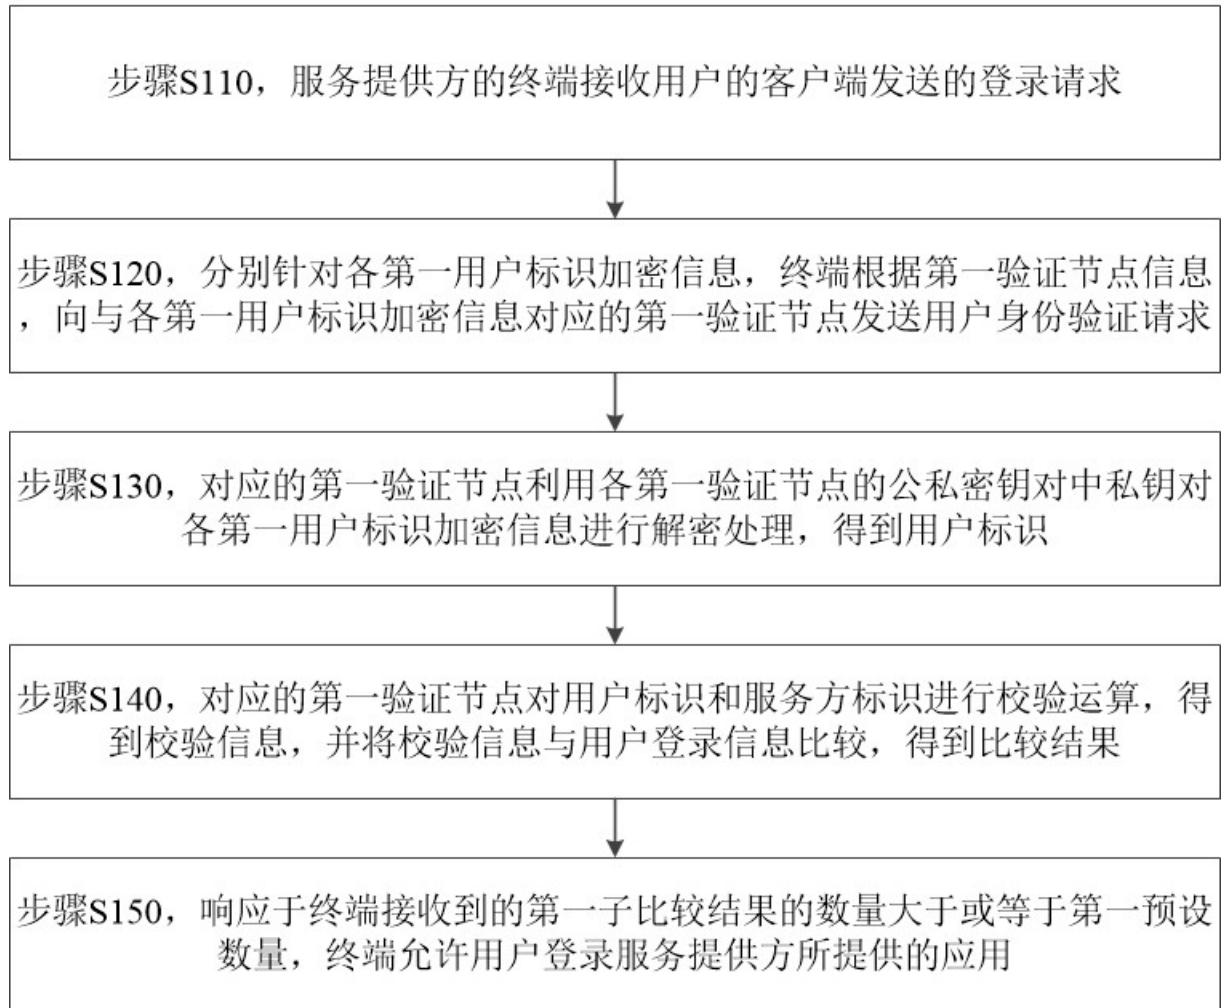 步骤S110，服务提供方的终端接收用户的客户端发送的登录请求
步骤S120，分别针对各第一用户标识加密信息，终端根据第一验证节点信息
，向与各第一用户标识加密信息对应的第一验证节点发送用户身份验证请求
步骤S130，对应的第一验证节点利用各第一验证节点的公私密钥对中私钥对
各第一用户标识加密信息进行解密处理，得到用户标识
步骤S140，对应的第一验证节点对用户标识和服务方标识进行校验运算，得
到校验信息，并将校验信息与用户登录信息比较，得到比较结果
步骤S150，响应于终端接收到的第一子比较结果的数量大于或等于第一预设
数量，终端允许用户登录服务提供方所提供的应用